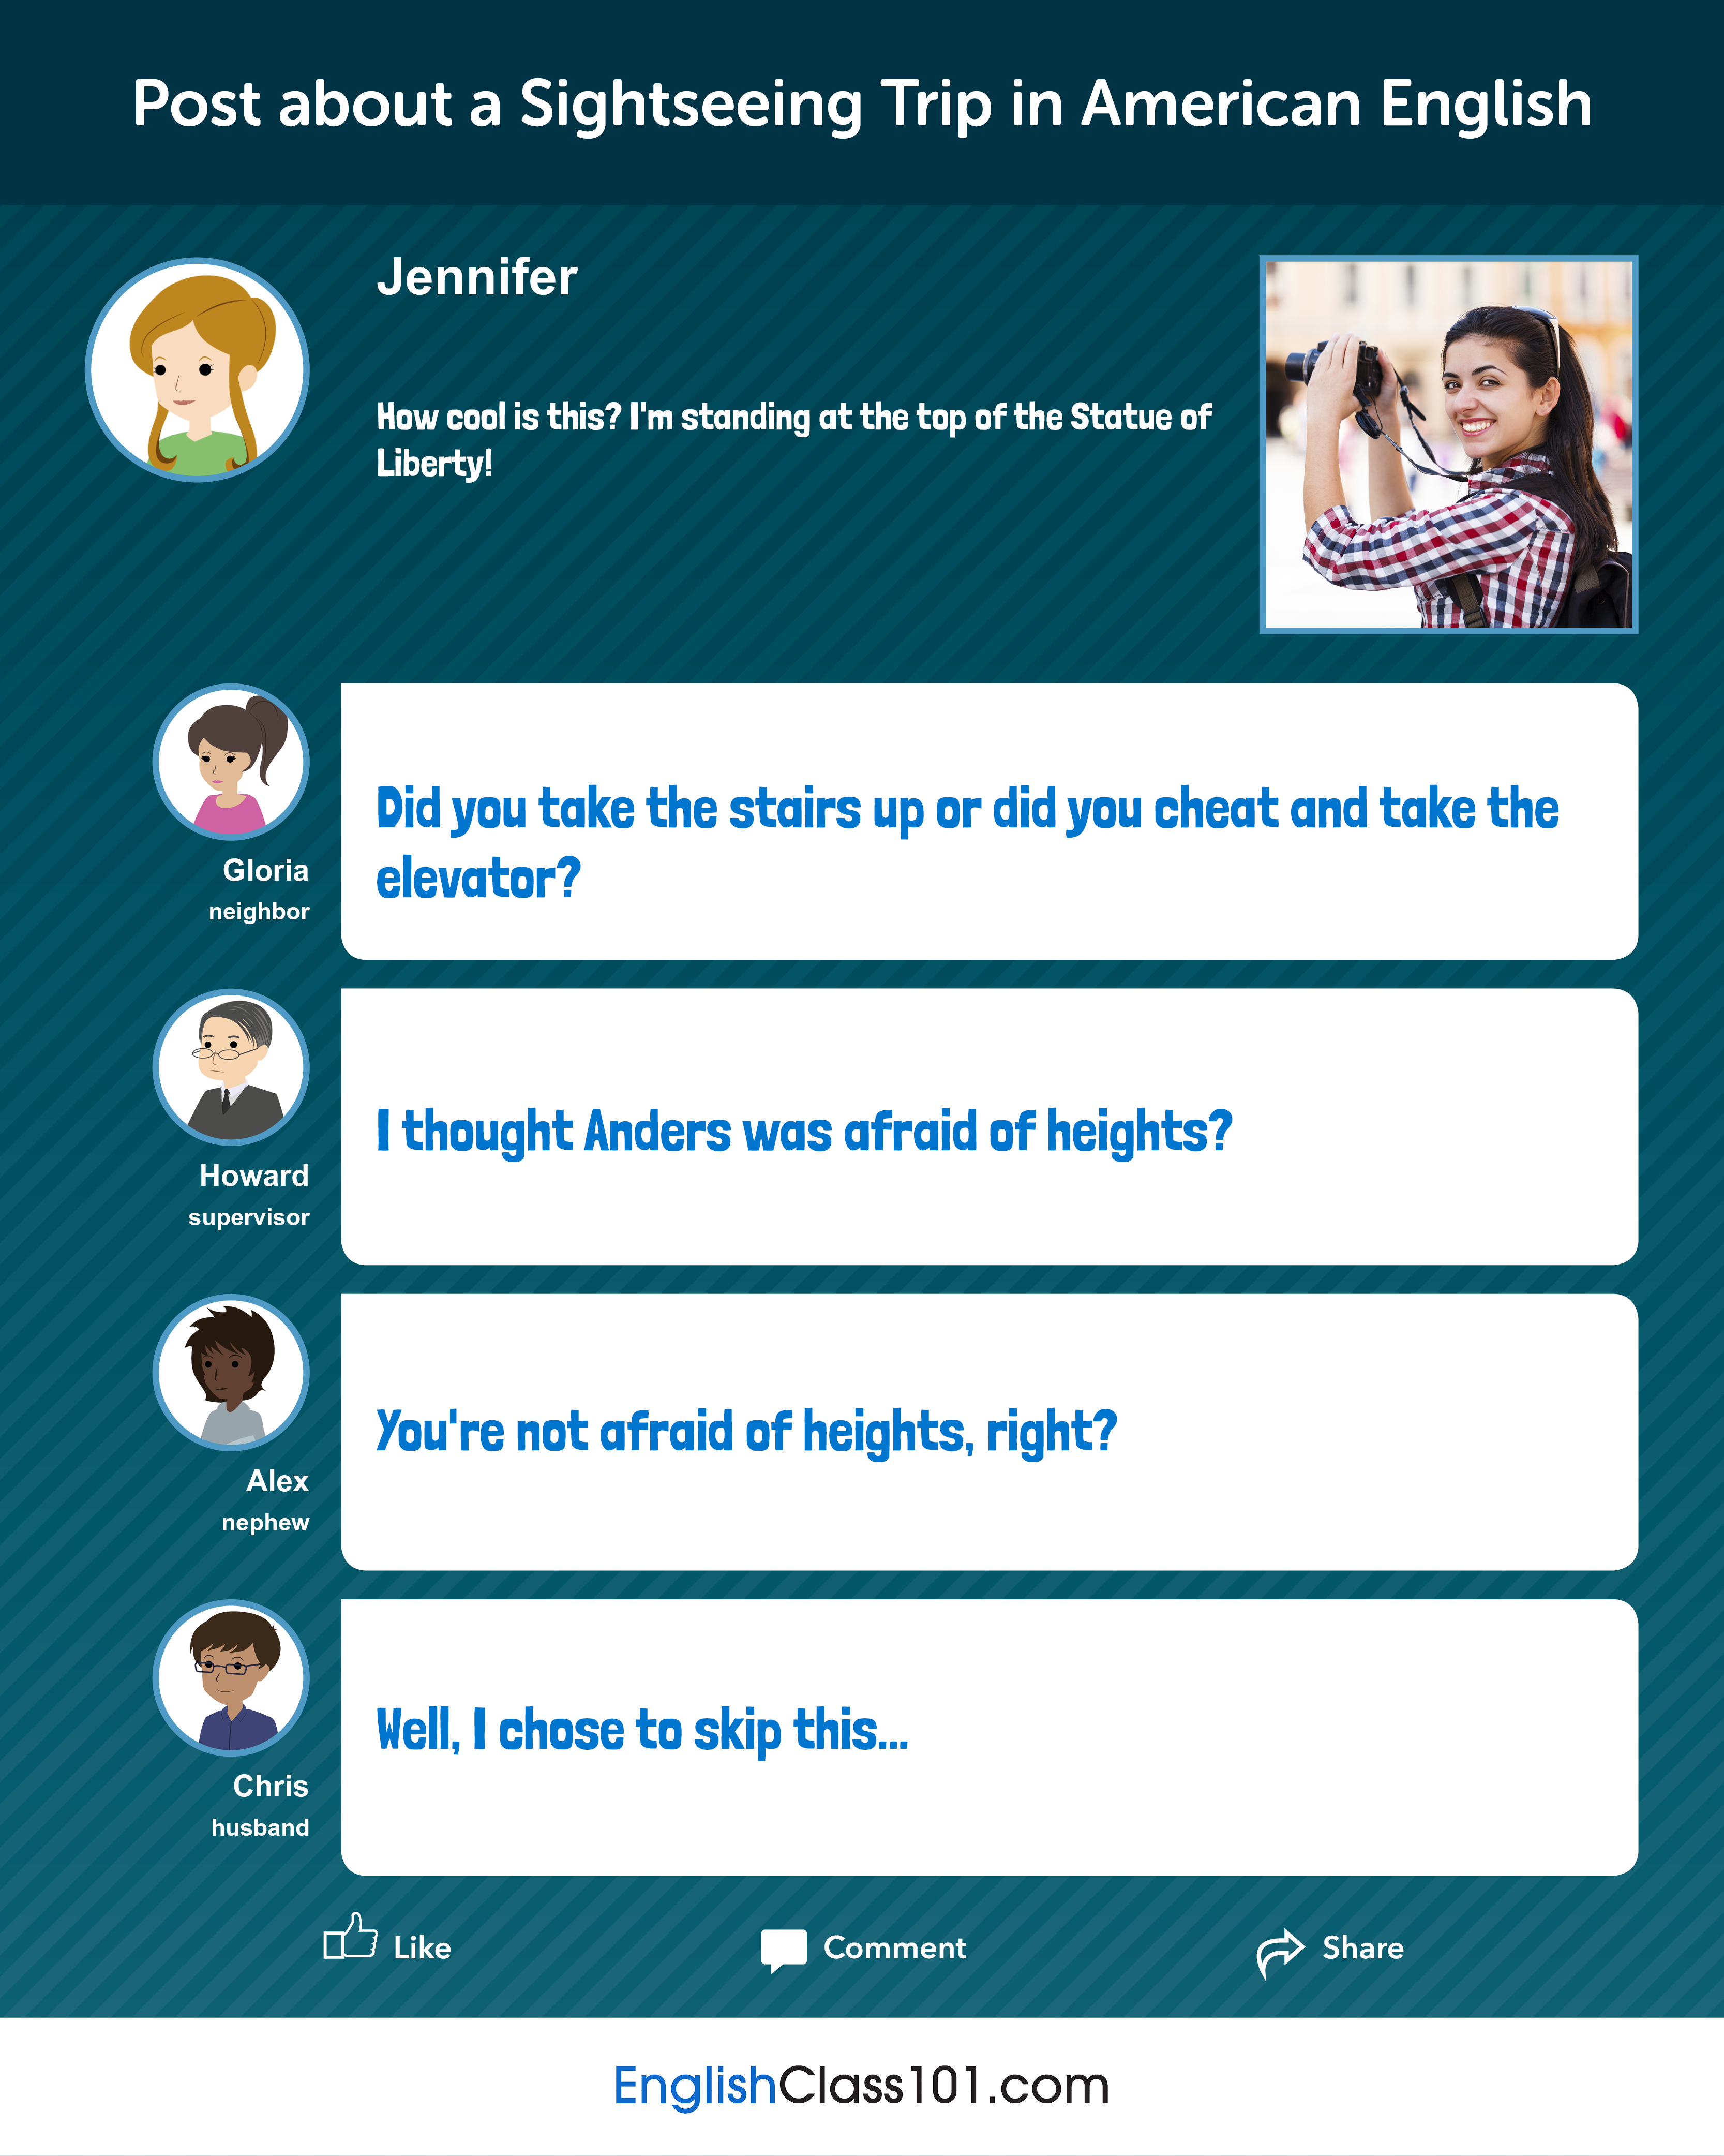 Post about a Sightseeing Trip in American English
Jennifer
How cool is this? I'm standing at the top of the Statue of
Liberty!
Gloria
neighbor
Did you take the stairs up or did you cheat and take the
elevator?
Howard
supervisor
I thought Anders was afraid of heights?
Alex
nephew
You're not afraid of heights, right?
Chris
husband
Well, I chose to skip this...
Like
Comment
Share
EnglishClass101.com